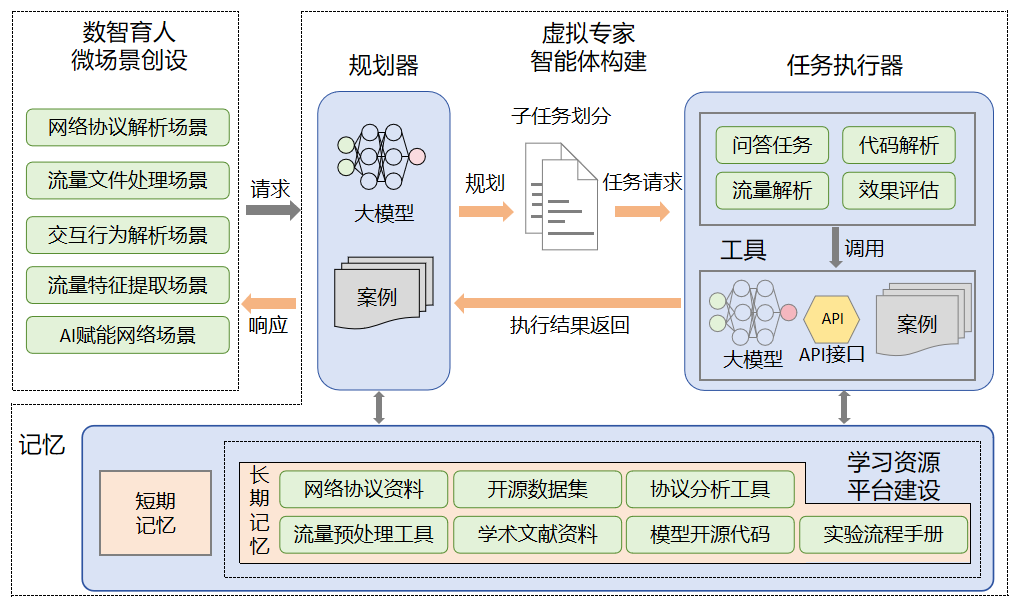 数智育人
微场景创设
网络协议解析场景
流量文件处理场景
交互行为解析场景
流量特征提取场景
AI赋能网络场景
请求
响应
虚拟专家
智能体构建
规划器
大模型
案例
规划
子任务划分
任务请求
执行结果返回
任务执行器
问答任务
代码解析
流量解析
效果评估
工具
调用
大模型
API
API接口
案例
记忆
短期
记忆
长期记忆
网络协议资料
开源数据集
协议分析工具
学习资源
平台建设
流量预处理工具
学术文献资料
模型开源代码
实验流程手册